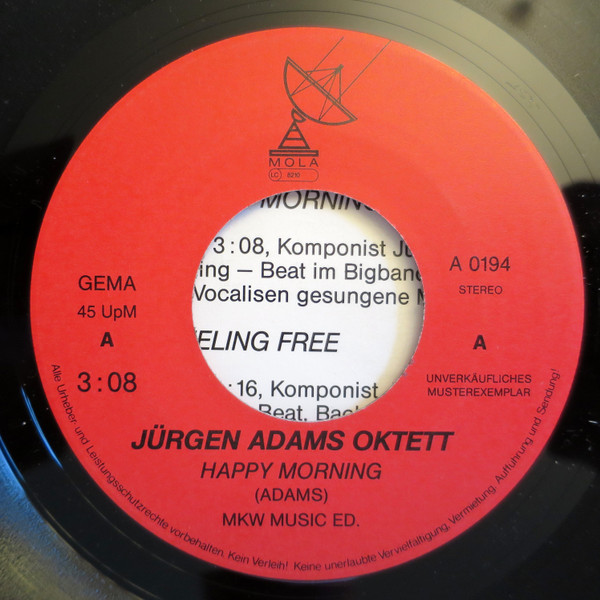 MOLA
LC 8210
MORNING
3:08, Komponist
ing – Beat im Bigband
Vocalisen gesungene
ELING FREE
:16, Komponist
Beat,
GEMA
45 UpM
A
3:08
A 0194
STEREO
A
UNVERKÄUFLICHES
MUSTEREXEMPLAR
JÜRGEN ADAMS OKTETT
HAPPY MORNING
(ADAMS)
MKW MUSIC ED.
Alle Urheber- und Leistungsschutzrechte vorbehalten. Kein Verleih! Keine unerlaubte Vervielfältigung, Vermietung, Aufführung und Sendung!